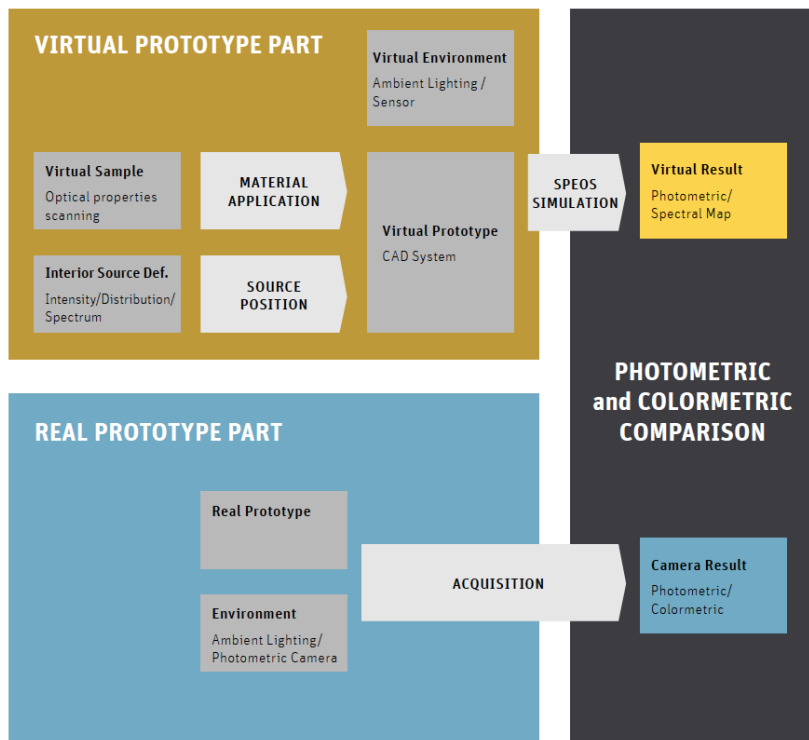 VIRTUAL PROTOTYPE PART
Virtual Environment
Ambient Lighting /
Sensor
Virtual Sample
Optical properties
scanning
MATERIAL
APPLICATION
Virtual Prototype
CAD System
SPEOS
SIMULATION
Virtual Result
Photometric/
Spectral Map
Interior Source Def.
Intensity/Distribution/
Spectrum
SOURCE
POSITION
PHOTOMETRIC
and COLORMETRIC
COMPARISON
REAL PROTOTYPE PART
Real Prototype
Environment
Ambient Lighting/
Photometric Camera
ACQUISITION
Camera Result
Photometric/
Colormetric